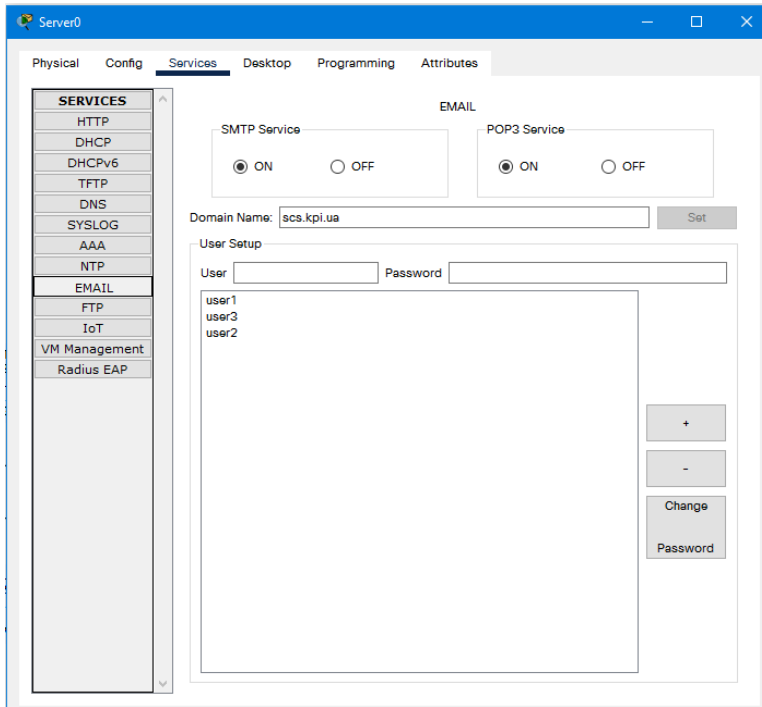 Server0
Physical Config Services Desktop Programming Attributes
SERVICES
HTTP
DHCP
DHCPv6
TFTP
DNS
SYSLOG
AAA
NTP
EMAIL
FTP
IoT
VM Management
Radius EAP
EMAIL
SMTP Service
ON OFF
POP3 Service
ON OFF
Domain Name: scs.kpi.ua Set
User Setup
User Password
user1
user3
user2
+
-
Change
Password